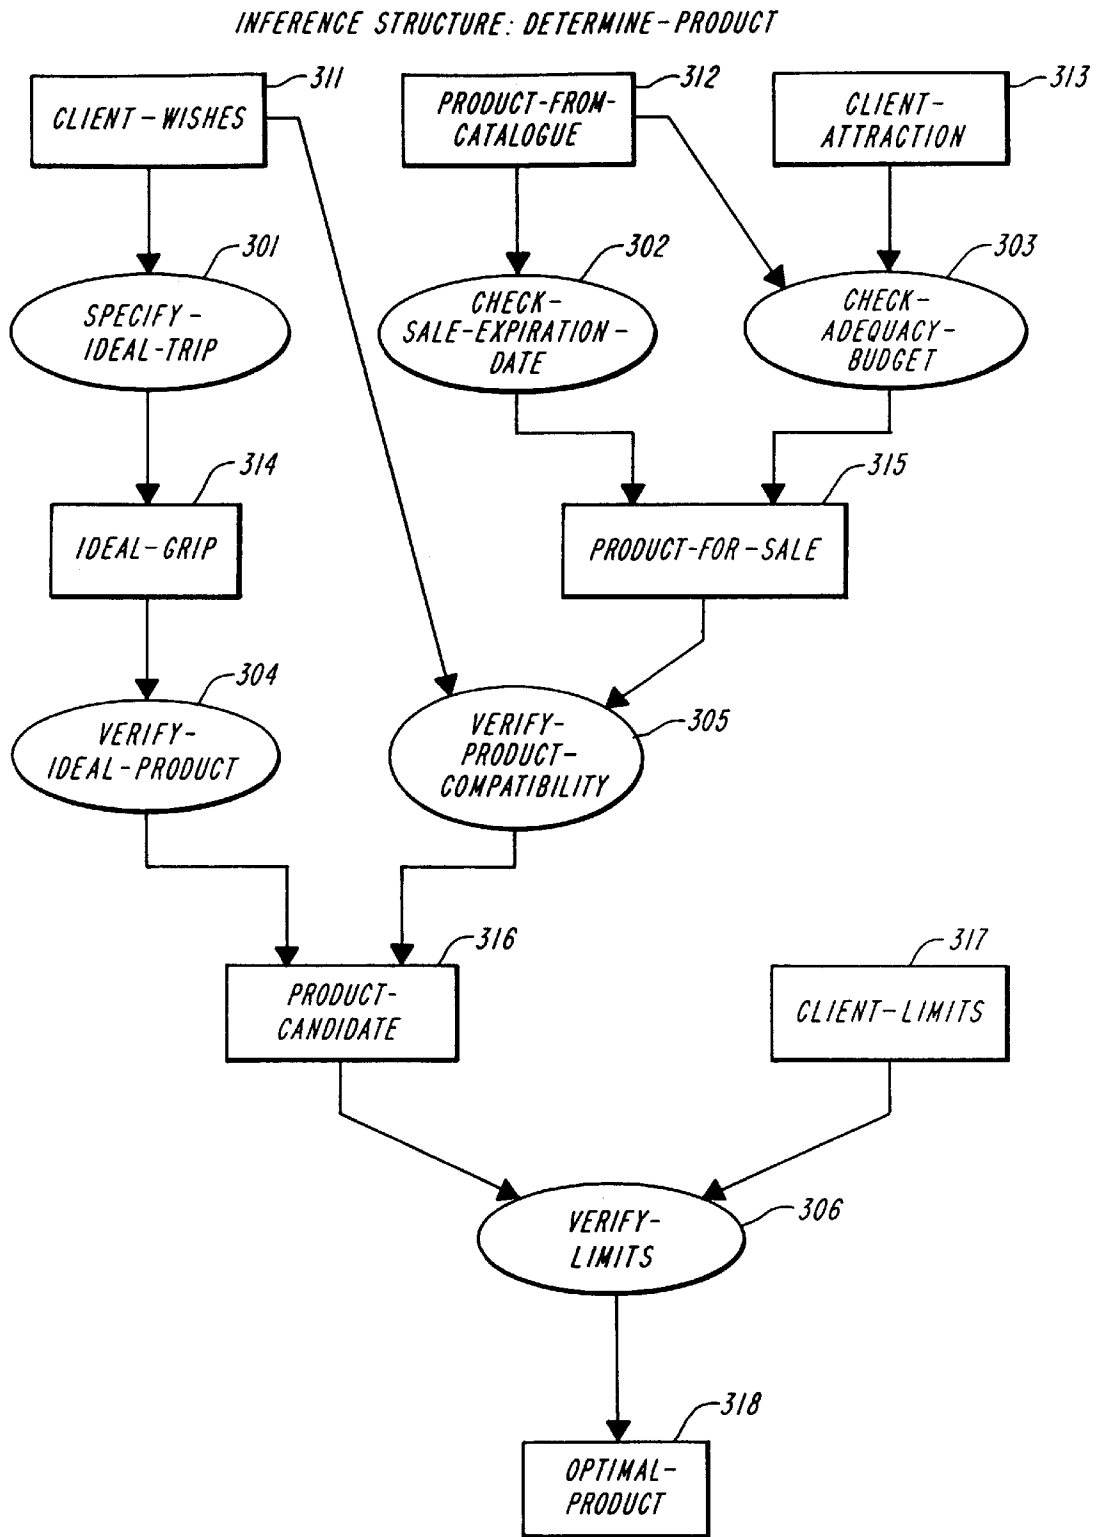 INFERENCE STRUCTURE: DETERMINE-PRODUCT
311
CLIENT-WISHES
312
PRODUCT-FROM-
CATALOGUE
313
CLIENT-
ATTRACTION
301
SPECIFY-
IDEAL-TRIP
302
CHECK-
SALE-EXPIRATION-
DATE
303
CHECK-
ADEQUACY-
BUDGET
314
IDEAL-GRIP
315
PRODUCT-FOR-SALE
304
VERIFY-
IDEAL-PRODUCT
305
VERIFY-
PRODUCT-
COMPATIBILITY
316
PRODUCT-
CANDIDATE
317
CLIENT-LIMITS
306
VERIFY-
LIMITS
318
OPTIMAL-
PRODUCT